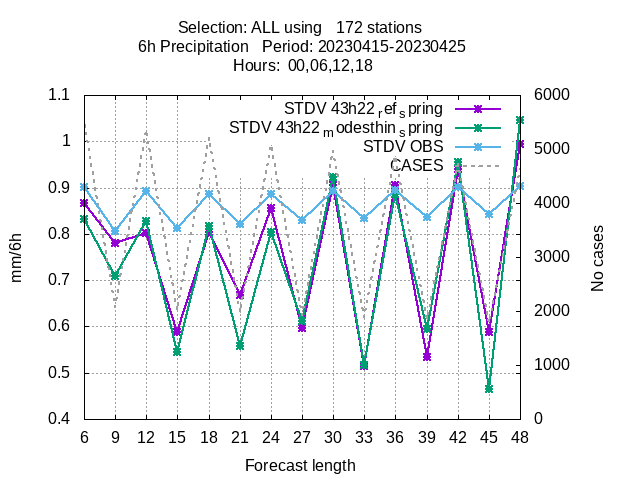 Selection: ALL using   172 stations
6h Precipitation   Period: 20230415-20230425
Hours:  00,06,12,18
STDV 43h22 ref spring
STDV 43h22 modesthin spring
STDV OBS
CASES
1.1
1
0.9
0.8
0.7
0.6
0.5
0.4
6000
5000
4000
3000
2000
1000
0
mm/6h
No cases
6 9 12 15 18 21 24 27 30 33 36 39 42 45 48
Forecast length